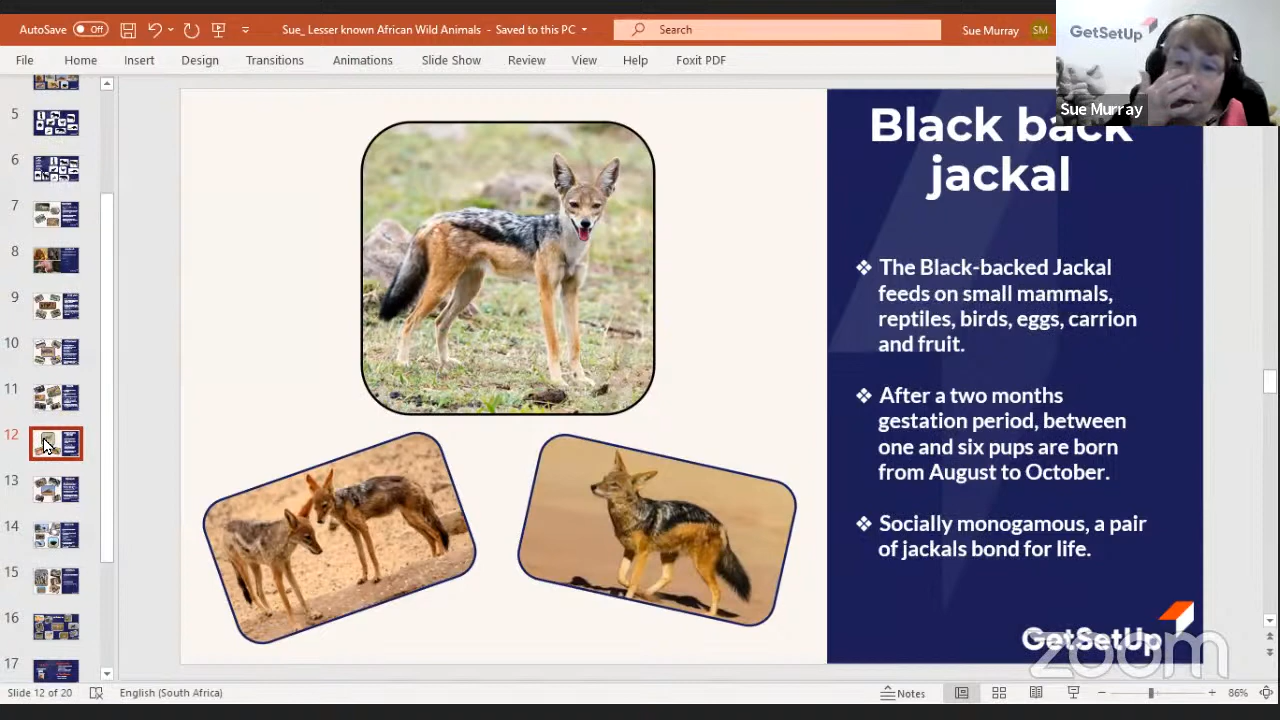 AutoSave Off Sue_ Lesser known African Wild Animals - Saved to this PC Search Sue Murray SM
File Home Insert Design Transitions Animations Slide Show Review View Help Foxit PDF
GetSetUp
Sue Murray
5
6
7
8
9
10
11
12
13
14
15
16
17
Black back
jackal
❖ The Black-backed Jackal
feeds on small mammals,
reptiles, birds, eggs, carrion
and fruit.
❖ After a two months
gestation period, between
one and six pups are born
from August to October.
❖ Socially monogamous, a pair
of jackals bond for life.
GetSetUp
zoom
Slide 12 of 20 English (South Africa) Notes 86%